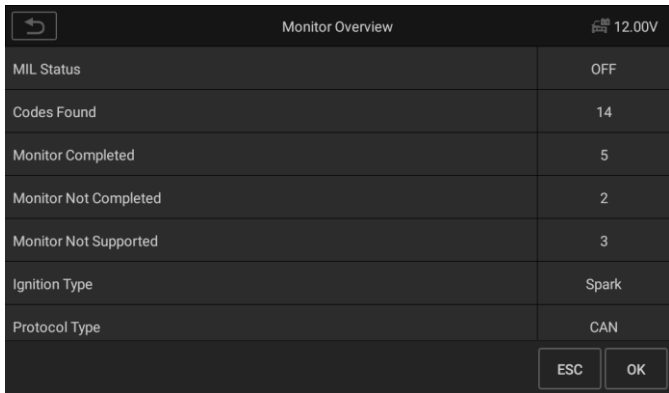 Monitor Overview 12.00V
MIL Status OFF
Codes Found 14
Monitor Completed 5
Monitor Not Completed 2
Monitor Not Supported 3
Ignition Type Spark
Protocol Type CAN
ESC OK